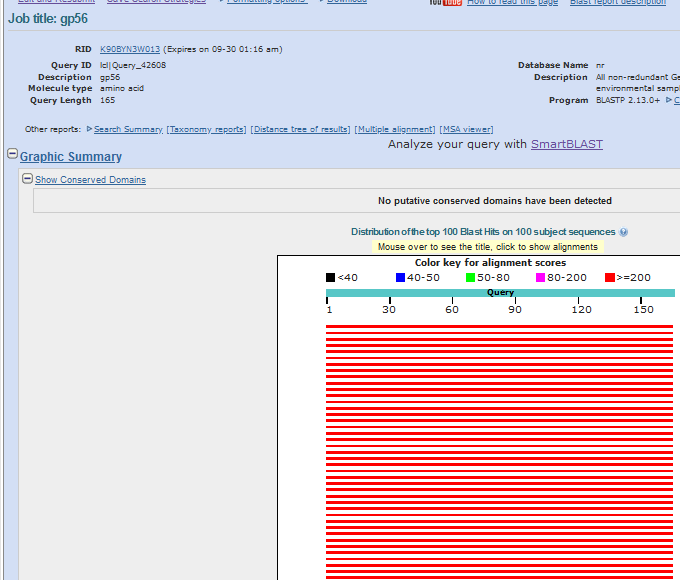 Edit and Resubmit Save Search Strategies Formatting options Download You Tube How to read this page Blast report description
Job title: gp56
RID K90BYN3W013 (Expires on 09-30 01:16 am)
Query ID lcl|Query_42608
Description gp56
Molecule type amino acid
Query Length 165
Database Name nr
Description All non-redundant Ge
environmental samp
Program BLASTP 2.13.0+ C
Other reports: Search Summary [Taxonomy reports] [Distance tree of results] [Multiple alignment] [MSA viewer]
Analyze your query with SmartBLAST
Graphic Summary
Show Conserved Domains
No putative conserved domains have been detected
Distribution of the top 100 Blast Hits on 100 subject sequences
Mouse over to see the title, click to show alignments
Color key for alignment scores
<40 40-50 50-80 80-200 >=200
Query
1 30 60 90 120 150